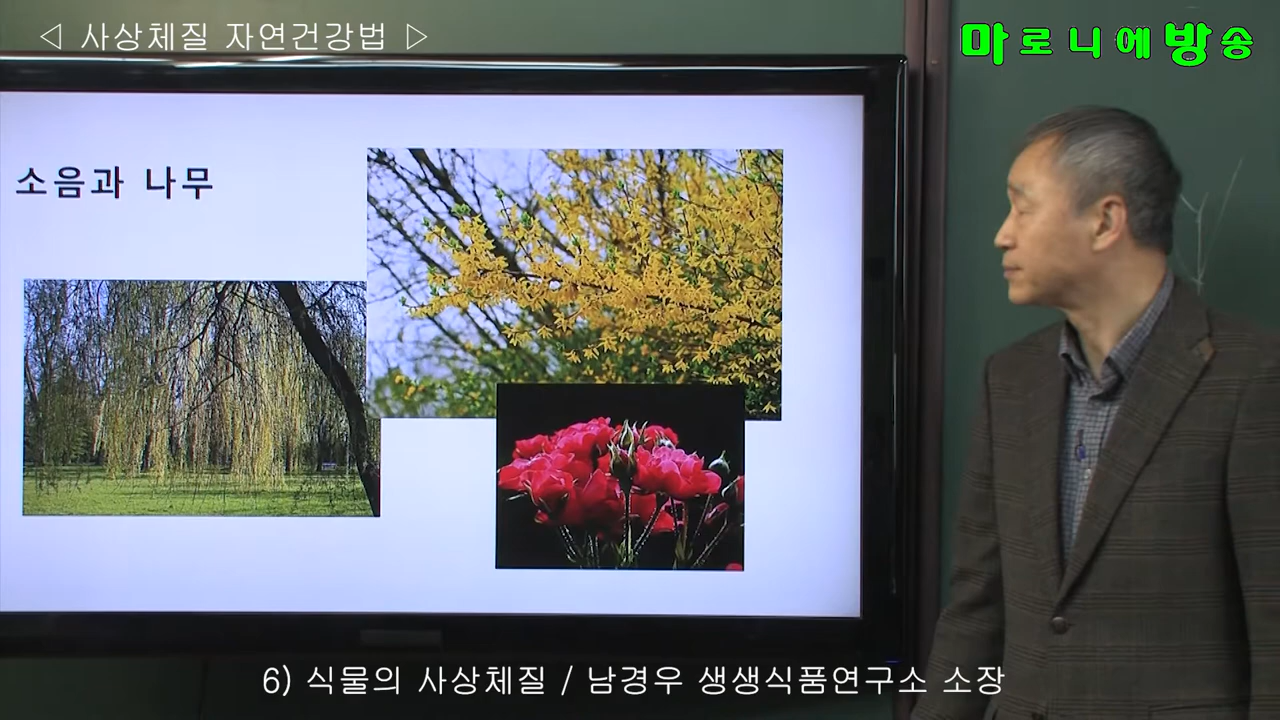 ◁ 사상체질 자연건강법 ▷
마로니에방송
소음과 나무
6) 식물의 사상체질 / 남경우 생생식품연구소 소장